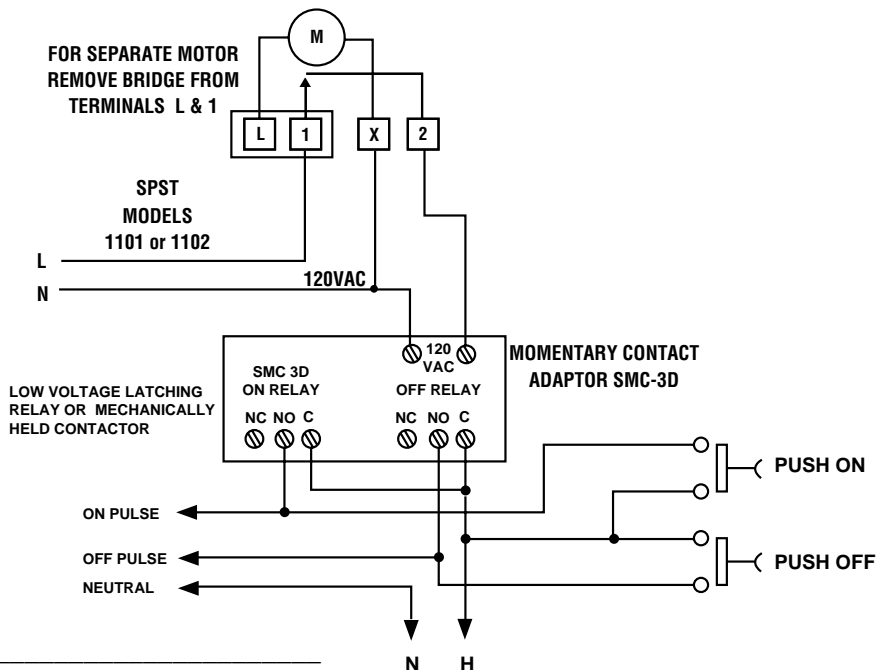 M
FOR SEPARATE MOTOR
REMOVE BRIDGE FROM
TERMINALS L & 1
L 1 X 2
SPST
MODELS
1101 or 1102
L
120VAC
N
120
VAC
MOMENTARY CONTACT
ADAPTOR SMC-3D
SMC 3D
ON RELAY
OFF RELAY
LOW VOLTAGE LATCHING
RELAY OR MECHANICALLY
HELD CONTACTOR
NC NO C
NC NO C
PUSH ON
ON PULSE
OFF PULSE
PUSH OFF
NEUTRAL
N H